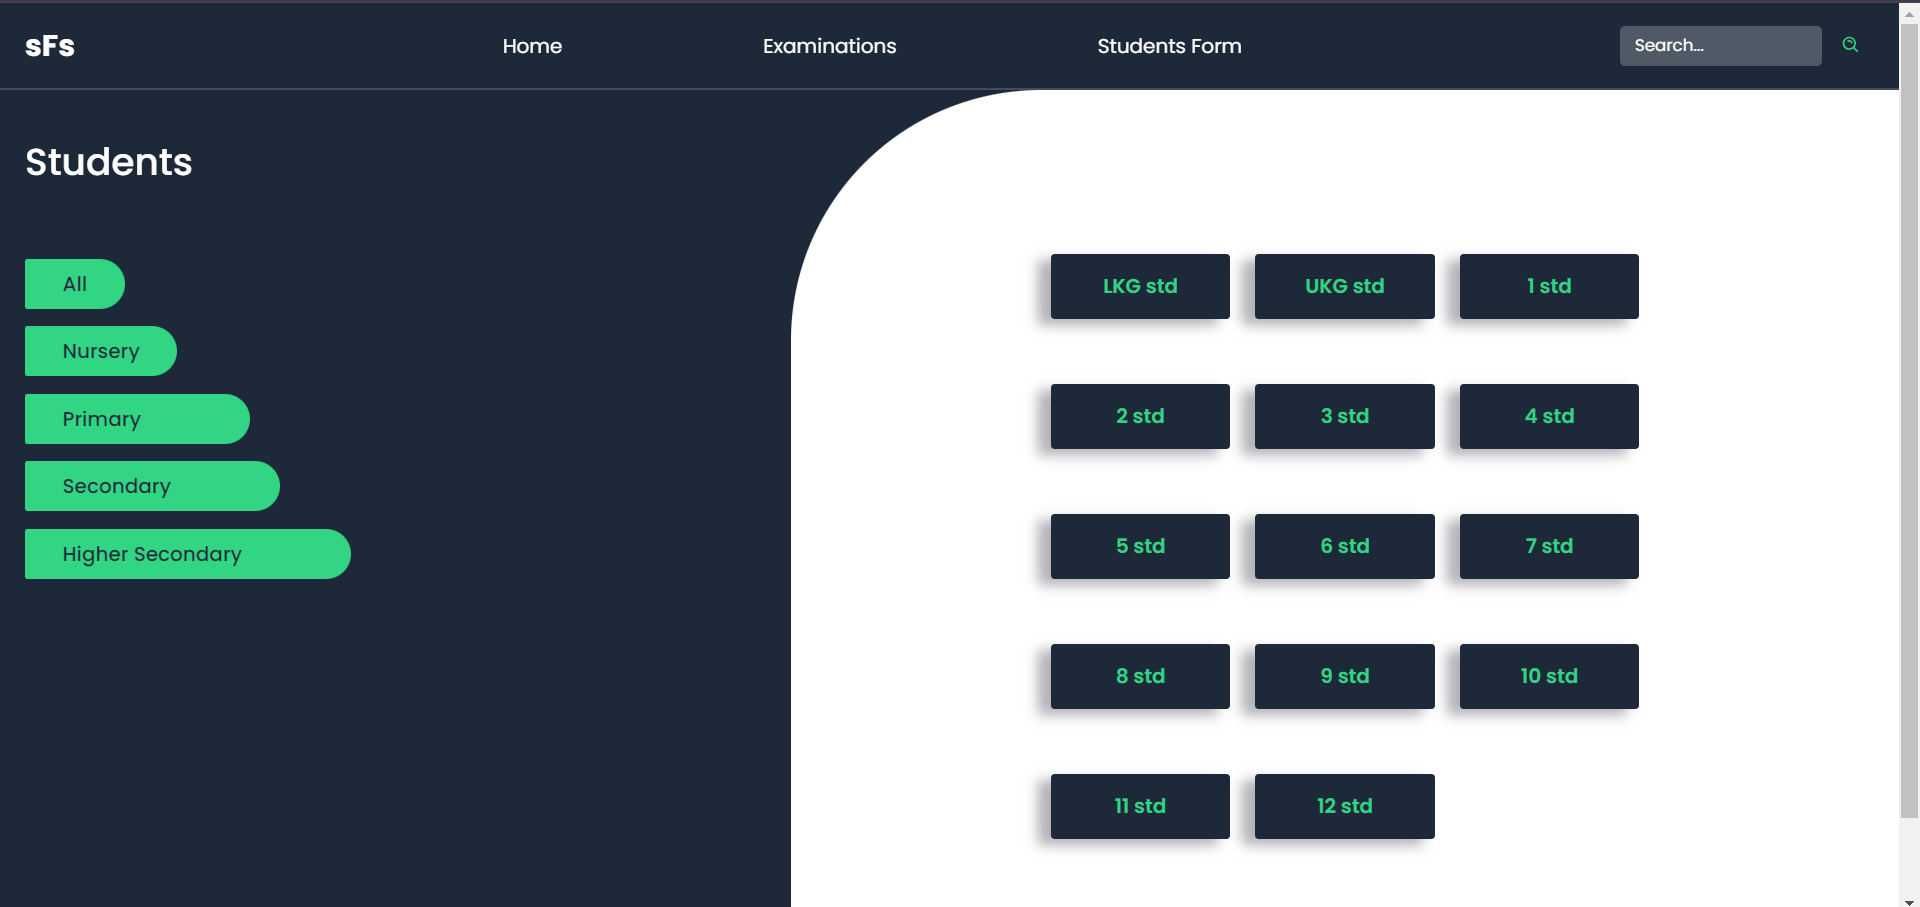 sFs
Home
Examinations
Students Form
Search...
Students
All
Nursery
Primary
Secondary
Higher Secondary
LKG std
UKG std
1 std
2 std
3 std
4 std
5 std
6 std
7 std
8 std
9 std
10 std
11 std
12 std